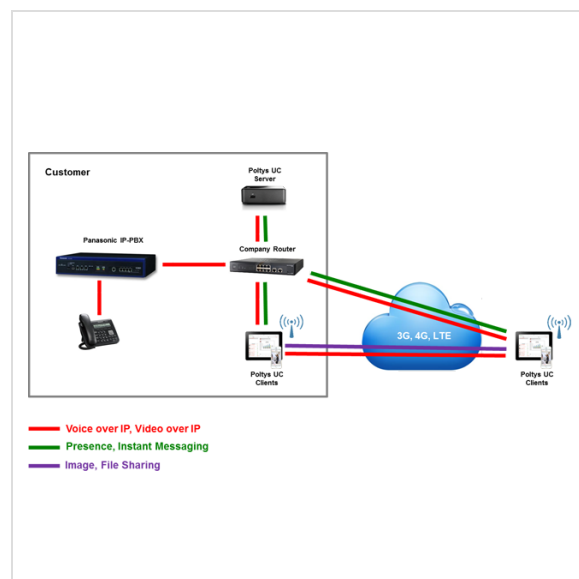 Customer
Poltys UC
Server
Panasonic IP-PBX
Company Router
3G, 4G, LTE
Poltys UC
Clients
Poltys UC
Clients
Voice over IP, Video over IP
Presence, Instant Messaging
Image, File Sharing